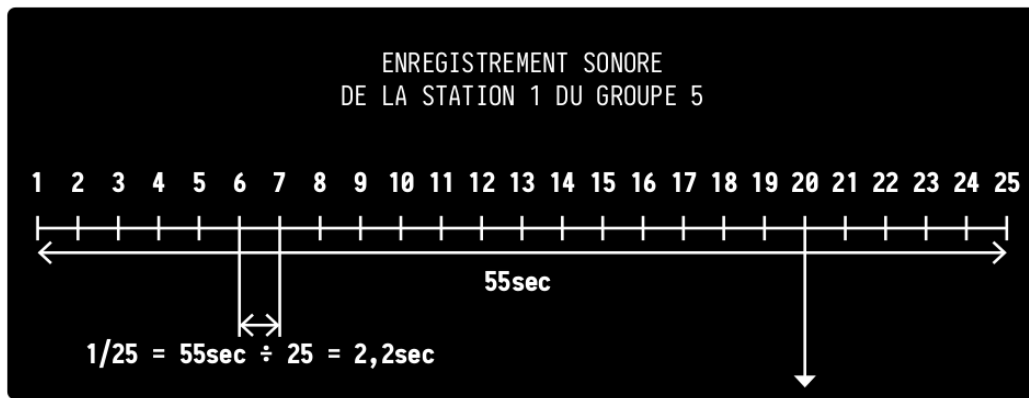 ENREGISTREMENT SONORE
DE LA STATION 1 DU GROUPE 5
1 2 3 4 5 6 7 8 9 10 11 12 13 14 15 16 17 18 19 20 21 22 23 24 25
55sec
1/25 = 55sec ÷ 25 = 2,2sec